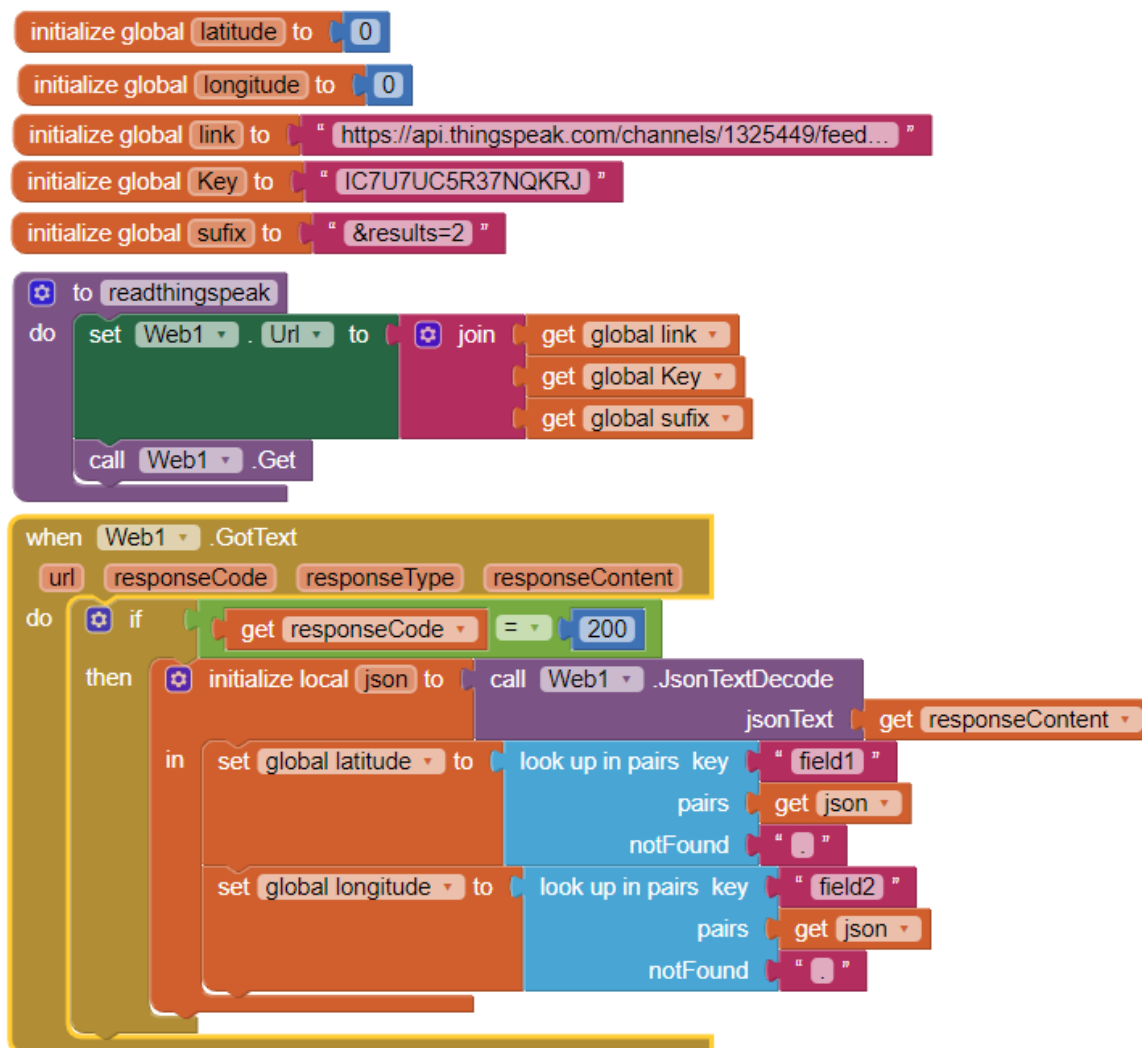 initialize global latitude to 0
initialize global longitude to 0
initialize global link to " https://api.thingspeak.com/channels/1325449/feed... "
initialize global Key to " IC7U7UC5R37NQKRJ "
initialize global sufix to " &results=2 "
to readthingspeak
do set Web1 . Url to join get global link
get global Key
get global sufix
call Web1 .Get
when Web1 .GotText
url responseCode responseType responseContent
do if get responseCode = 200
then initialize local json to call Web1 .JsonTextDecode
jsonText get responseContent
in set global latitude to look up in pairs key " field1 "
pairs get json
notFound " . "
set global longitude to look up in pairs key " field2 "
pairs get json
notFound " . "